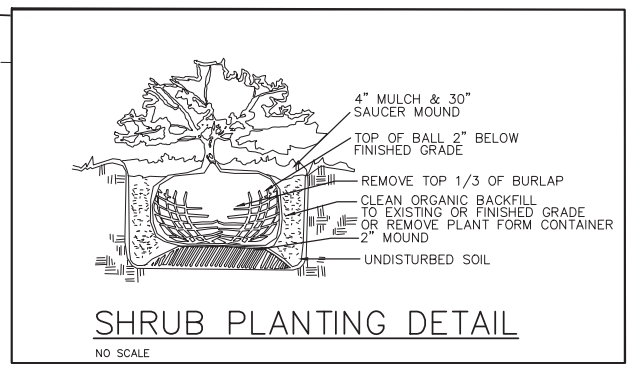 4" MULCH & 30"
SAUCER MOUND
TOP OF BALL 2" BELOW
FINISHED GRADE
REMOVE TOP 1/3 OF BURLAP
CLEAN ORGANIC BACKFILL
TO EXISTING OR FINISHED GRADE
OR REMOVE PLANT FORM CONTAINER
2" MOUND
UNDISTURBED SOIL
SHRUB PLANTING DETAIL
NO SCALE